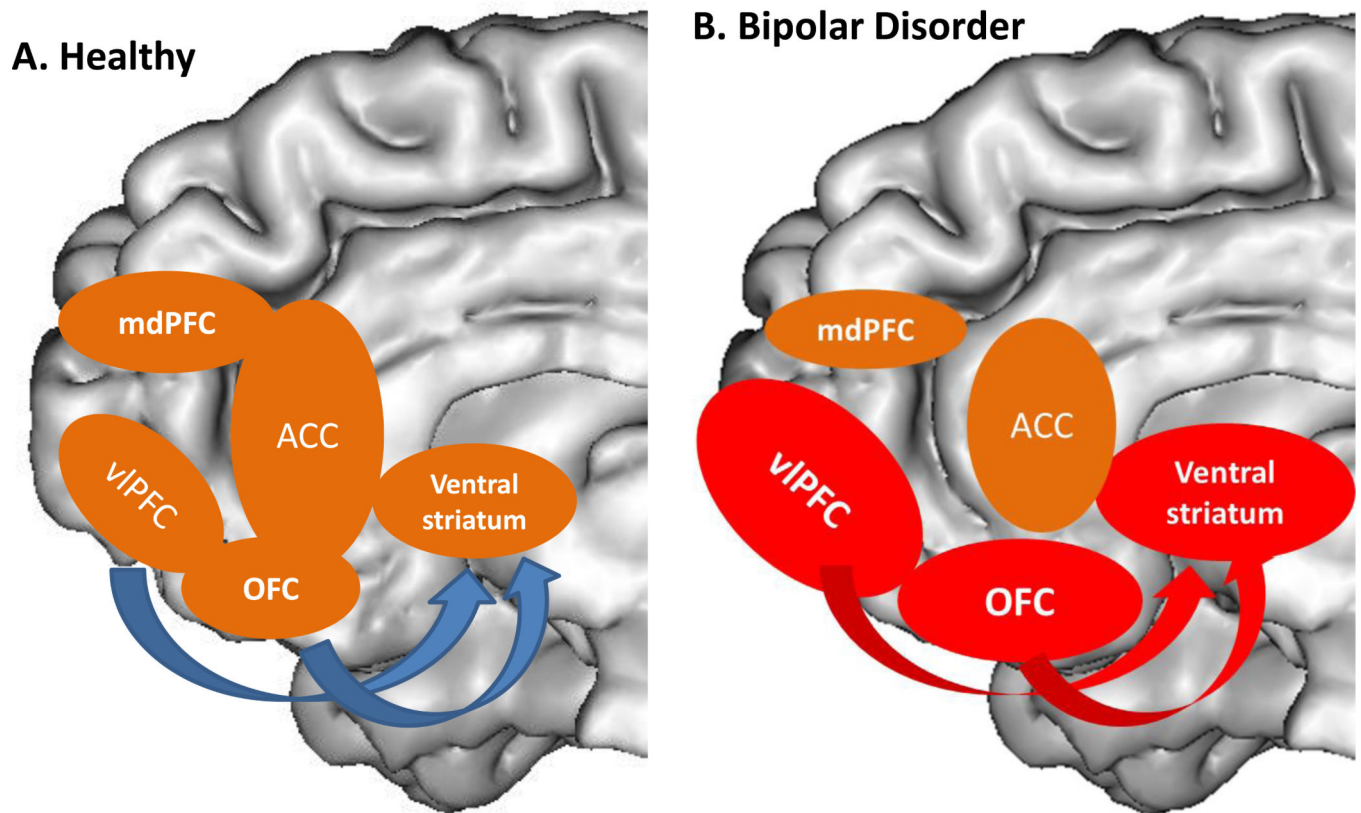 A. Healthy
mdPFC
ACC
vlPFC
Ventral
striatum
OFC
B. Bipolar Disorder
mdPFC
ACC
vlPFC
Ventral
striatum
OFC